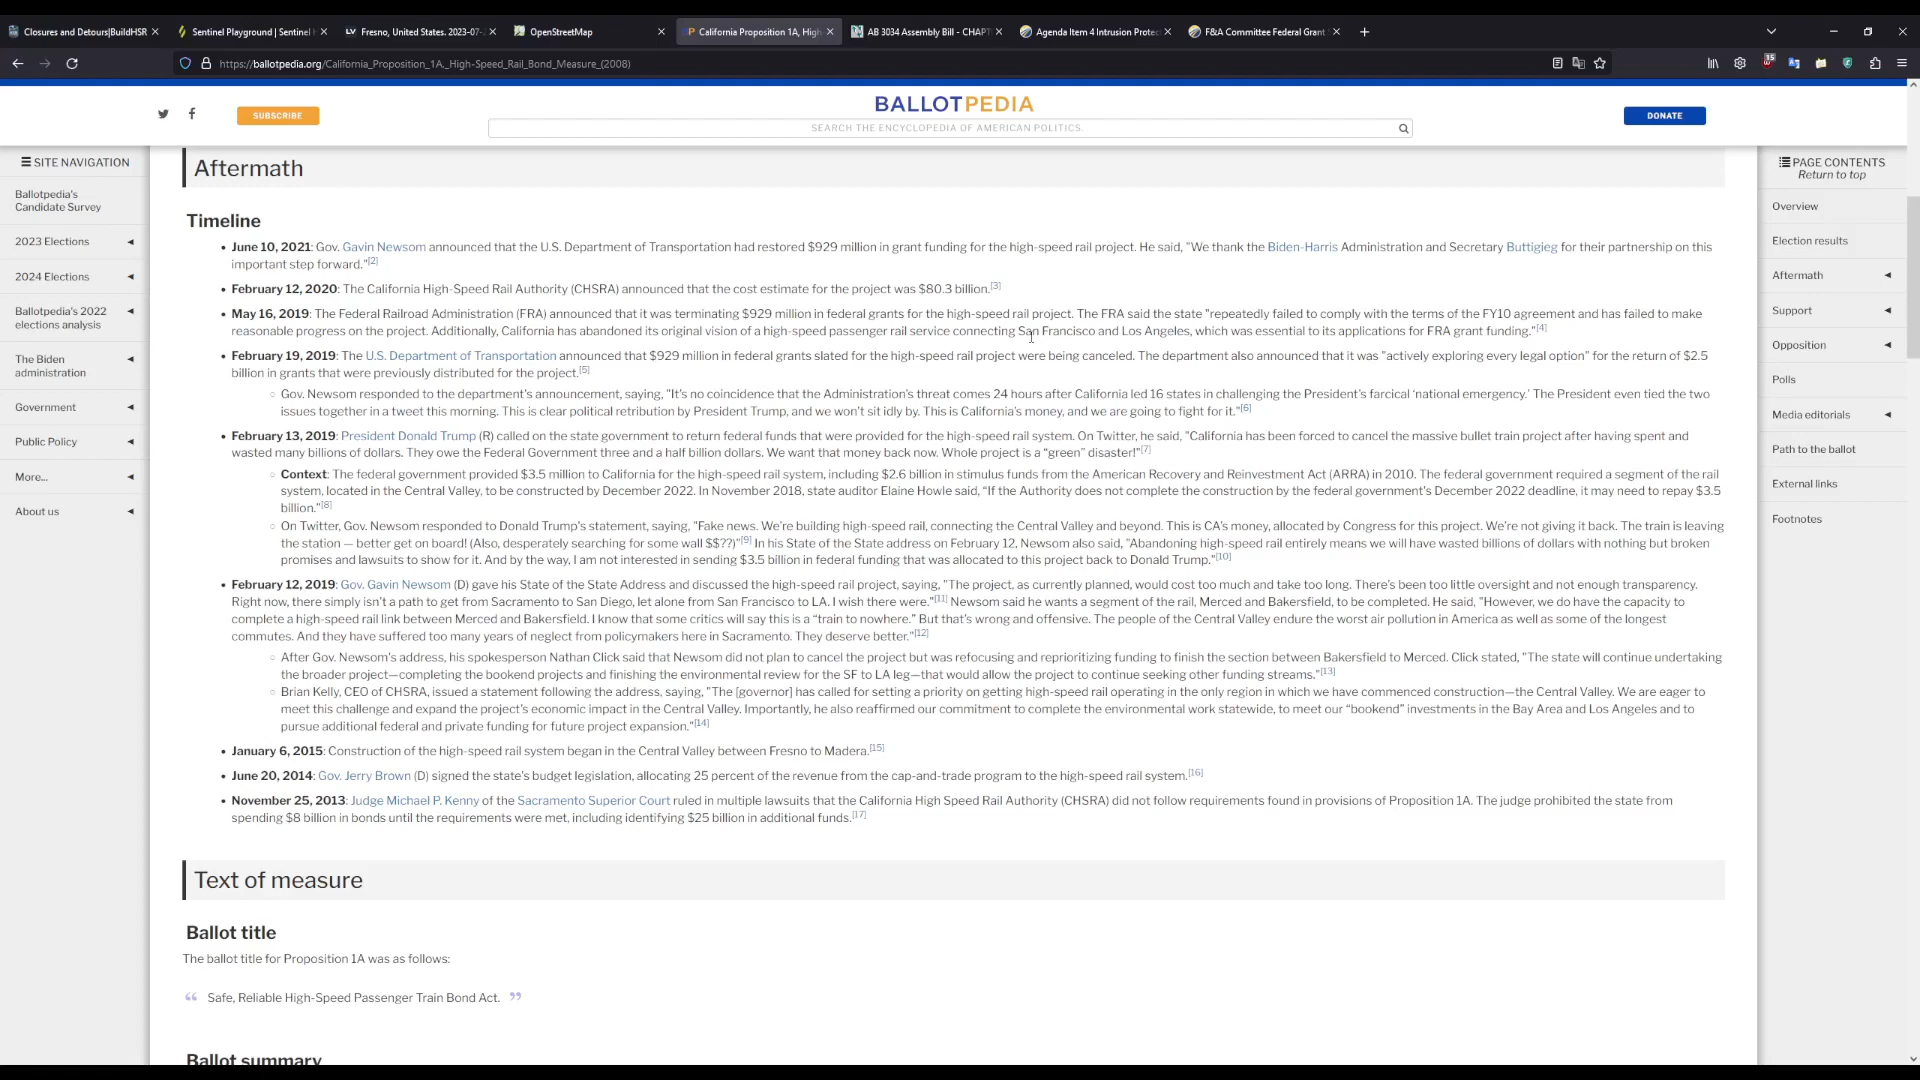 Closures and Detours|BuildHSR
Sentinel Playground | Sentinel H
Fresno, United States. 2023-07-
OpenStreetMap
California Proposition 1A, High-
AB 3034 Assembly Bill - CHAPT
Agenda Item 4 Intrusion Protec
F&A Committee Federal Grant
https://ballotpedia.org/California_Proposition_1A,_High-Speed_Rail_Bond_Measure_(2008)
15
SUBSCRIBE
BALLOTPEDIA
SEARCH THE ENCYCLOPEDIA OF AMERICAN POLITICS.
DONATE
SITE NAVIGATION
Ballotpedia's
Candidate Survey
2023 Elections
2024 Elections
Ballotpedia's 2022
elections analysis
The Biden
administration
Government
Public Policy
More...
About us
Aftermath
Timeline
• June 10, 2021: Gov. Gavin Newsom announced that the U.S. Department of Transportation had restored $929 million in grant funding for the high-speed rail project. He said, "We thank the Biden-Harris Administration and Secretary Buttigieg for their partnership on this
important step forward."[2]
• February 12, 2020: The California High-Speed Rail Authority (CHSRA) announced that the cost estimate for the project was $80.3 billion.[3]
• May 16, 2019: The Federal Railroad Administration (FRA) announced that it was terminating $929 million in federal grants for the high-speed rail project. The FRA said the state "repeatedly failed to comply with the terms of the FY10 agreement and has failed to make
reasonable progress on the project. Additionally, California has abandoned its original vision of a high-speed passenger rail service connecting San Francisco and Los Angeles, which was essential to its applications for FRA grant funding."[4]
• February 19, 2019: The U.S. Department of Transportation announced that $929 million in federal grants slated for the high-speed rail project were being canceled. The department also announced that it was "actively exploring every legal option" for the return of $2.5
billion in grants that were previously distributed for the project.[5]
◦ Gov. Newsom responded to the department's announcement, saying, "It's no coincidence that the Administration's threat comes 24 hours after California led 16 states in challenging the President's farcical 'national emergency.' The President even tied the two
issues together in a tweet this morning. This is clear political retribution by President Trump, and we won't sit idly by. This is California's money, and we are going to fight for it."[6]
• February 13, 2019: President Donald Trump (R) called on the state government to return federal funds that were provided for the high-speed rail system. On Twitter, he said, "California has been forced to cancel the massive bullet train project after having spent and
wasted many billions of dollars. They owe the Federal Government three and a half billion dollars. We want that money back now. Whole project is a “green” disaster!"[7]
◦ Context: The federal government provided $3.5 million to California for the high-speed rail system, including $2.6 billion in stimulus funds from the American Recovery and Reinvestment Act (ARRA) in 2010. The federal government required a segment of the rail
system, located in the Central Valley, to be constructed by December 2022. In November 2018, state auditor Elaine Howle said, “If the Authority does not complete the construction by the federal government's December 2022 deadline, it may need to repay $3.5
billion."[8]
◦ On Twitter, Gov. Newsom responded to Donald Trump's statement, saying, "Fake news. We're building high-speed rail, connecting the Central Valley and beyond. This is CA's money, allocated by Congress for this project. We're not giving it back. The train is leaving
the station — better get on board! (Also, desperately searching for some wall $$??)"[9] In his State of the State address on February 12, Newsom also said, "Abandoning high-speed rail entirely means we will have wasted billions of dollars with nothing but broken
promises and lawsuits to show for it. And by the way, I am not interested in sending $3.5 billion in federal funding that was allocated to this project back to Donald Trump."[10]
• February 12, 2019: Gov. Gavin Newsom (D) gave his State of the State Address and discussed the high-speed rail project, saying, "The project, as currently planned, would cost too much and take too long. There's been too little oversight and not enough transparency.
Right now, there simply isn't a path to get from Sacramento to San Diego, let alone from San Francisco to LA. I wish there were."[11] Newsom said he wants a segment of the rail, Merced and Bakersfield, to be completed. He said, "However, we do have the capacity to
complete a high-speed rail link between Merced and Bakersfield. I know that some critics will say this is a “train to nowhere.” But that's wrong and offensive. The people of the Central Valley endure the worst air pollution in America as well as some of the longest
commutes. And they have suffered too many years of neglect from policymakers here in Sacramento. They deserve better."[12]
◦ After Gov. Newsom's address, his spokesperson Nathan Click said that Newsom did not plan to cancel the project but was refocusing and reprioritizing funding to finish the section between Bakersfield to Merced. Click stated, "The state will continue undertaking
the broader project—completing the bookend projects and finishing the environmental review for the SF to LA leg—that would allow the project to continue seeking other funding streams."[13]
◦ Brian Kelly, CEO of CHSRA, issued a statement following the address, saying, "The [governor] has called for setting a priority on getting high-speed rail operating in the only region in which we have commenced construction—the Central Valley. We are eager to
meet this challenge and expand the project's economic impact in the Central Valley. Importantly, he also reaffirmed our commitment to complete the environmental work statewide, to meet our “bookend” investments in the Bay Area and Los Angeles and to
pursue additional federal and private funding for future project expansion."[14]
• January 6, 2015: Construction of the high-speed rail system began in the Central Valley between Fresno to Madera.[15]
• June 20, 2014: Gov. Jerry Brown (D) signed the state's budget legislation, allocating 25 percent of the revenue from the cap-and-trade program to the high-speed rail system.[16]
• November 25, 2013: Judge Michael P. Kenny of the Sacramento Superior Court ruled in multiple lawsuits that the California High Speed Rail Authority (CHSRA) did not follow requirements found in provisions of Proposition 1A. The judge prohibited the state from
spending $8 billion in bonds until the requirements were met, including identifying $25 billion in additional funds.[17]
Text of measure
Ballot title
The ballot title for Proposition 1A was as follows:
“ Safe, Reliable High-Speed Passenger Train Bond Act. ”
Ballot summary
PAGE CONTENTS
Return to top
Overview
Election results
Aftermath
Support
Opposition
Polls
Media editorials
Path to the ballot
External links
Footnotes